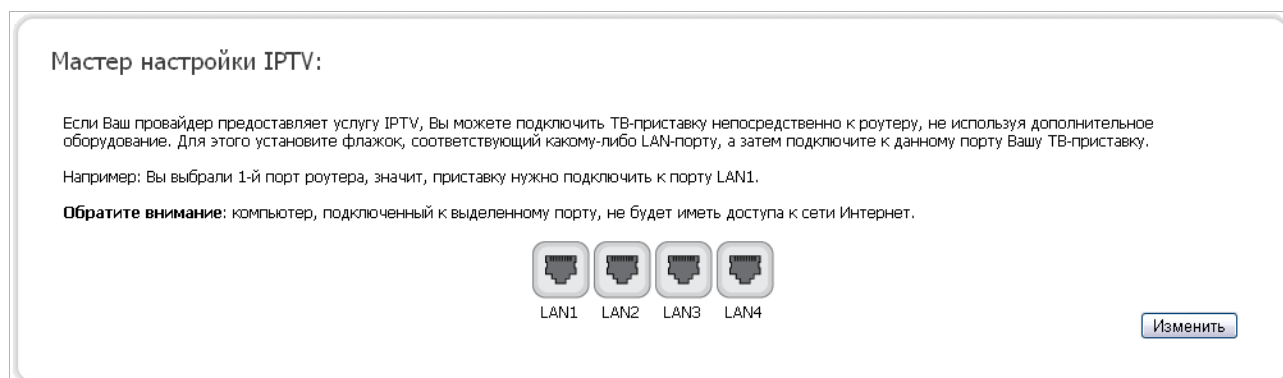 Мастер настройки IPTV:
Если Ваш провайдер предоставляет услугу IPTV, Вы можете подключить ТВ-приставку непосредственно к роутеру, не используя дополнительное
оборудование. Для этого установите флажок, соответствующий какому-либо LAN-порту, а затем подключите к данному порту Вашу ТВ-приставку.
Например: Вы выбрали 1-й порт роутера, значит, приставку нужно подключить к порту LAN1.
Обратите внимание: компьютер, подключенный к выделенному порту, не будет иметь доступа к сети Интернет.
LAN1 LAN2 LAN3 LAN4
Изменить